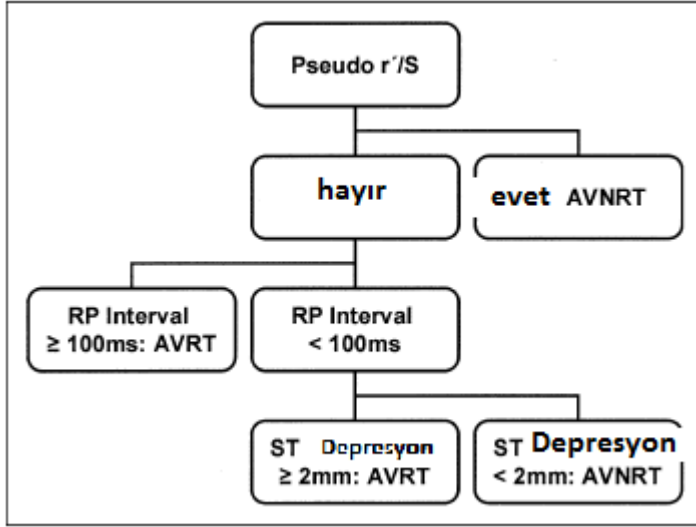 Pseudo r´/S
hayır
evet AVNRT
RP Interval
≥ 100ms: AVRT
RP Interval
< 100ms
ST Depresyon
≥ 2mm: AVRT
ST Depresyon
< 2mm: AVNRT